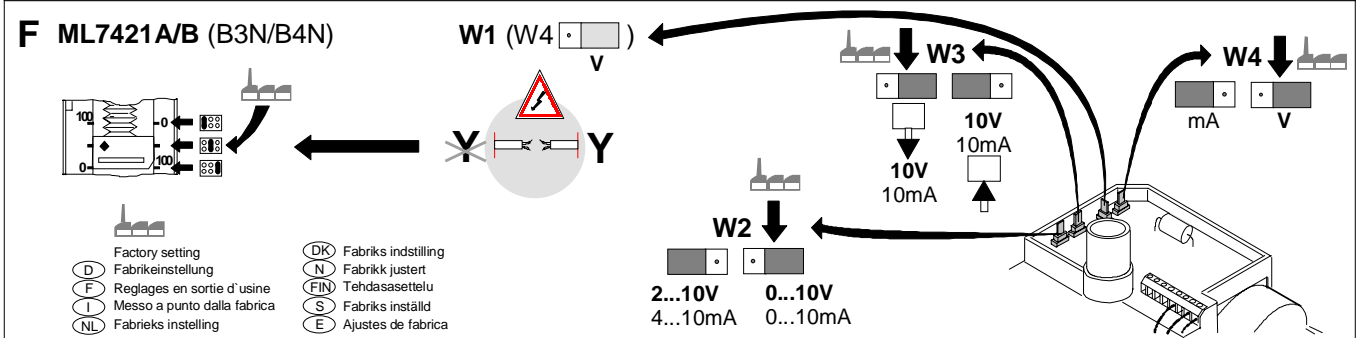 F ML7421A/B (B3N/B4N)
W1 (W4 )
V
W3
W4
100
0
0
100
Y
Y
10V
10mA
10V
10mA
mA
V
W2
2...10V
4...10mA
0...10V
0...10mA
Factory setting
D Fabrikeinstellung
F Reglages en sortie d`usine
I Messo a punto dalla fabrica
NL Fabrieks instelling
DK Fabriks indstilling
N Fabrikk justert
FIN Tehdasasettelu
S Fabriks inställd
E Ajustes de fabrica